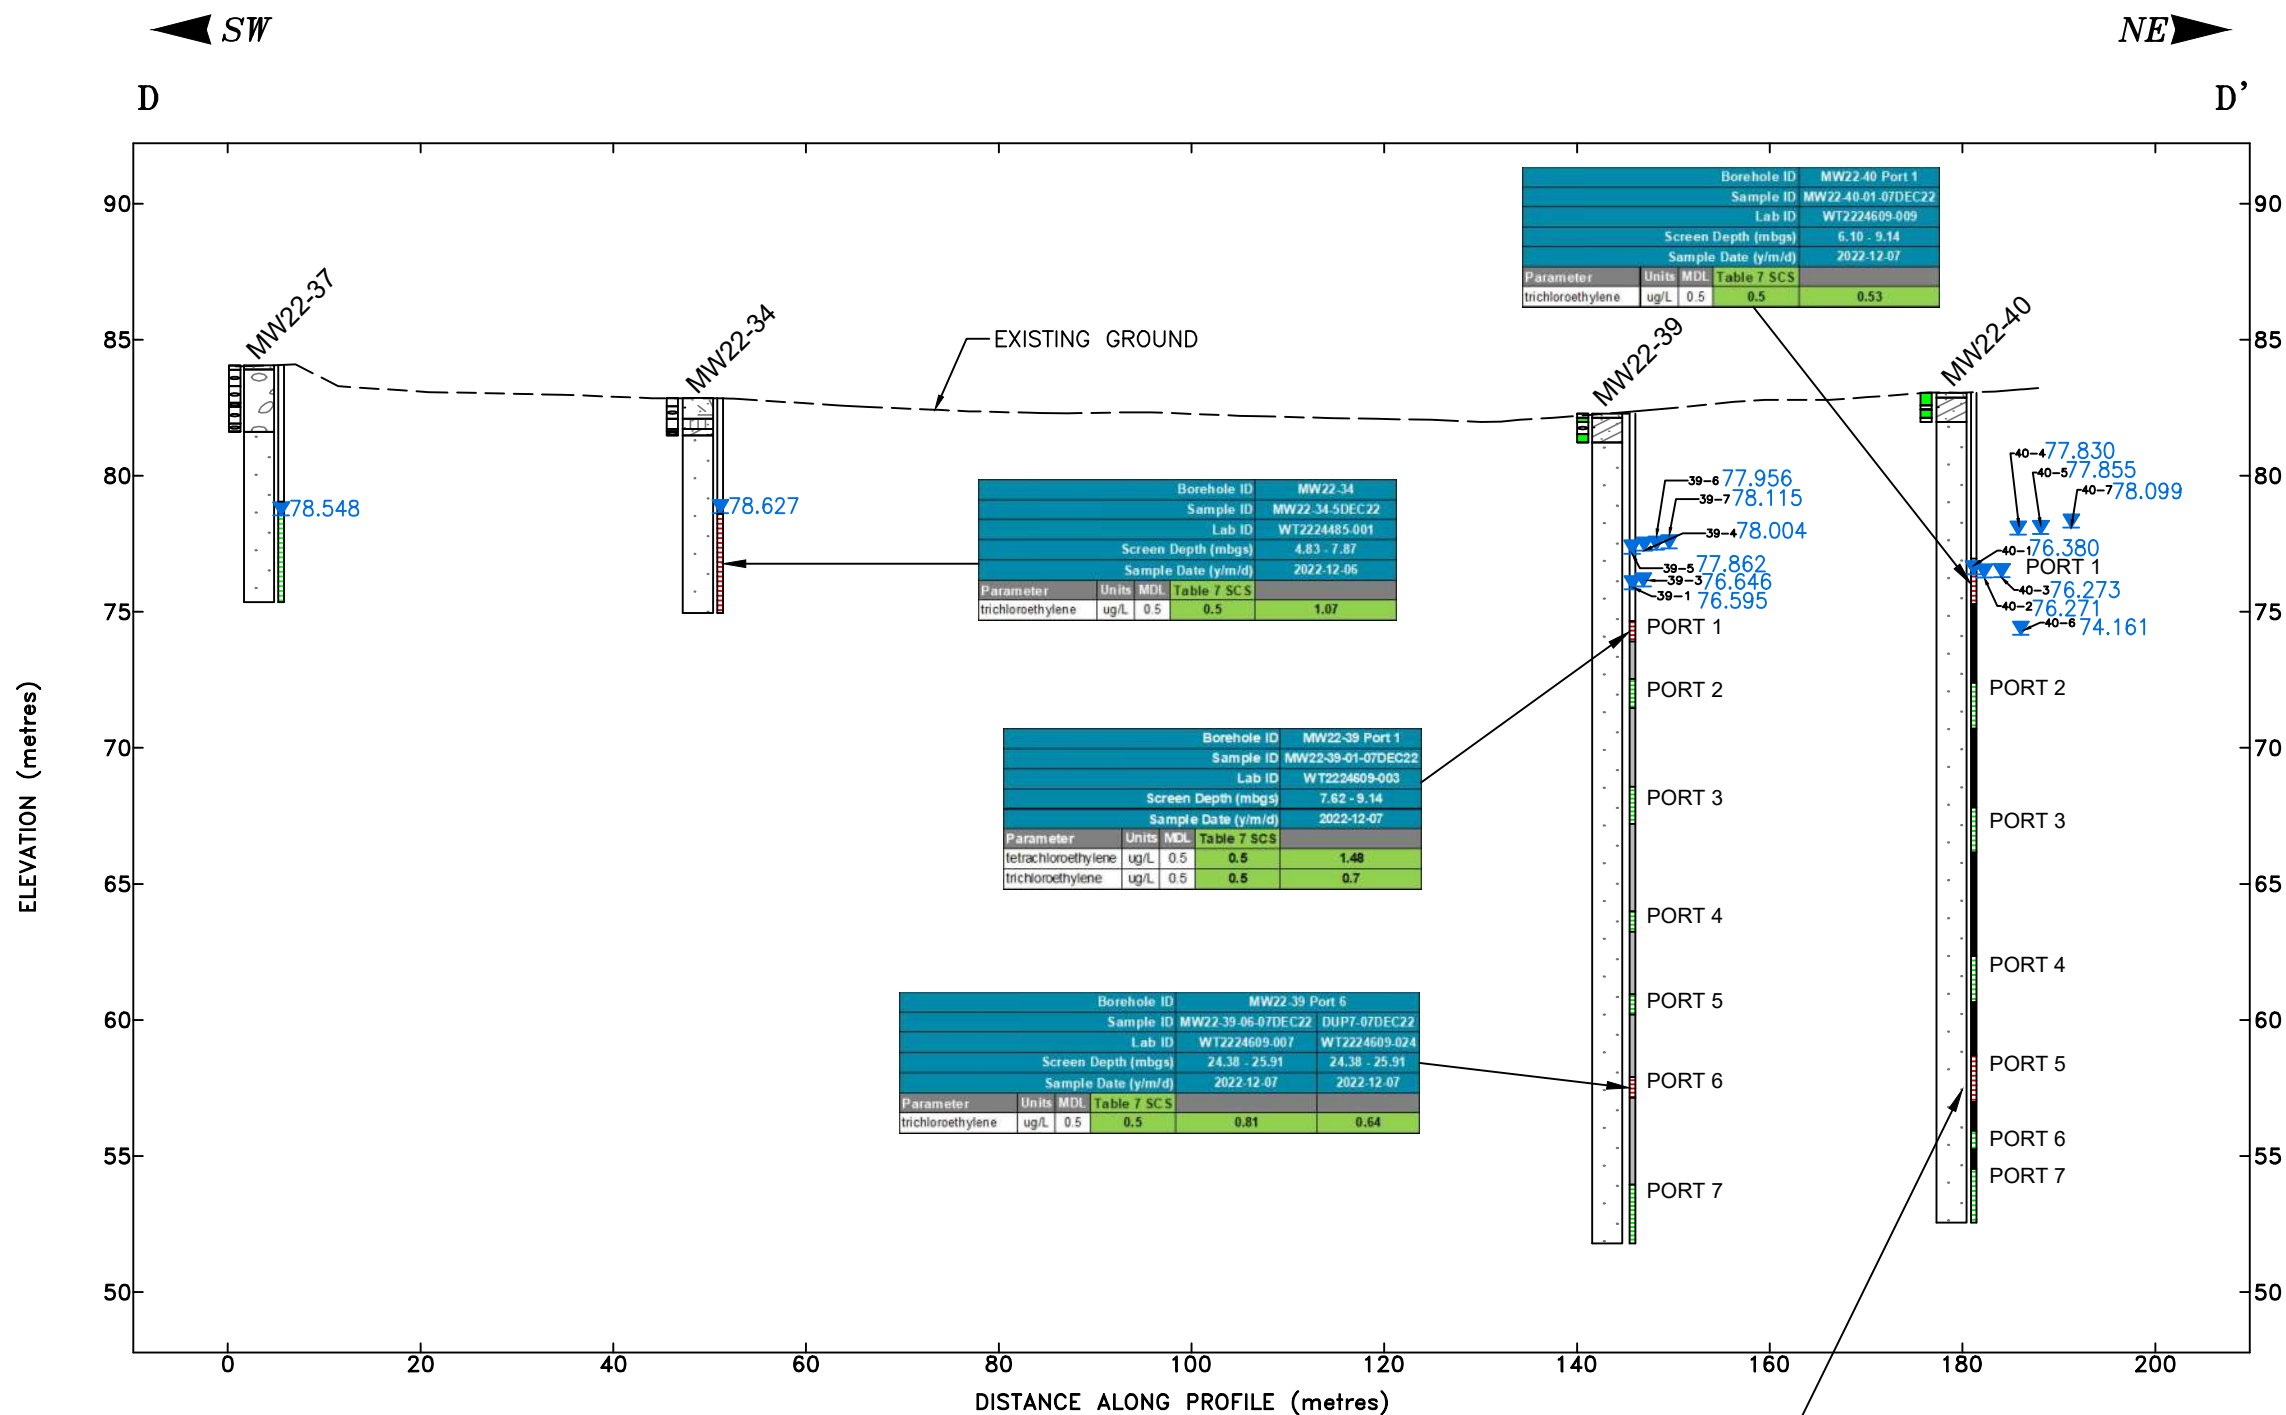 SW
NE
D
D'
Borehole ID MW22-40 Port 1
Sample ID MW22-40-01-07DEC22
Lab ID WT2224609-009
Screen Depth (mbgs) 6.10 - 9.14
Sample Date (y/m/d) 2022-12-07
Parameter Units MDL Table 7 SCS
trichloroethylene ug/L 0.5 0.5 0.53
90
90
MW22-37
MW22-34
MW22-39
MW22-40
85
EXISTING GROUND
85
80
80
78.548
78.627
Borehole ID MW22-34
Sample ID MW22-34-5DEC22
Lab ID WT2224485-001
Screen Depth (mbgs) 4.83 - 7.87
Sample Date (y/m/d) 2022-12-06
Parameter Units MDL Table 7 SCS
trichloroethylene ug/L 0.5 0.5 1.07
39-6 77.956
39-7 78.115
39-4 78.004
39-5 77.862
39-3 76.646
39-1 76.595
40-4 77.830
40-5 77.855
40-7 78.099
40-1 76.380
PORT 1
40-3 76.273
40-2 76.271
40-6 74.161
75
75
PORT 1
PORT 2
PORT 3
PORT 4
PORT 5
PORT 6
PORT 7
PORT 2
PORT 3
PORT 4
PORT 5
PORT 6
PORT 7
Borehole ID MW22-39 Port 1
Sample ID MW22-39-01-07DEC22
Lab ID WT2224609-003
Screen Depth (mbgs) 7.62 - 9.14
Sample Date (y/m/d) 2022-12-07
Parameter Units MDL Table 7 SCS
tetrachloroethylene ug/L 0.5 0.5 1.48
trichloroethylene ug/L 0.5 0.5 0.7
70
70
65
65
ELEVATION (metres)
Borehole ID MW22-39 Port 6
Sample ID MW22-39-06-07DEC22 DUP7-07DEC22
Lab ID WT2224609-007 WT2224609-024
Screen Depth (mbgs) 24.38 - 25.91 24.38 - 25.91
Sample Date (y/m/d) 2022-12-07 2022-12-07
Parameter Units MDL Table 7 SCS
trichloroethylene ug/L 0.5 0.5 0.81 0.64
60
60
55
55
50
50
0 20 40 60 80 100 120 140 160 180 200
DISTANCE ALONG PROFILE (metres)